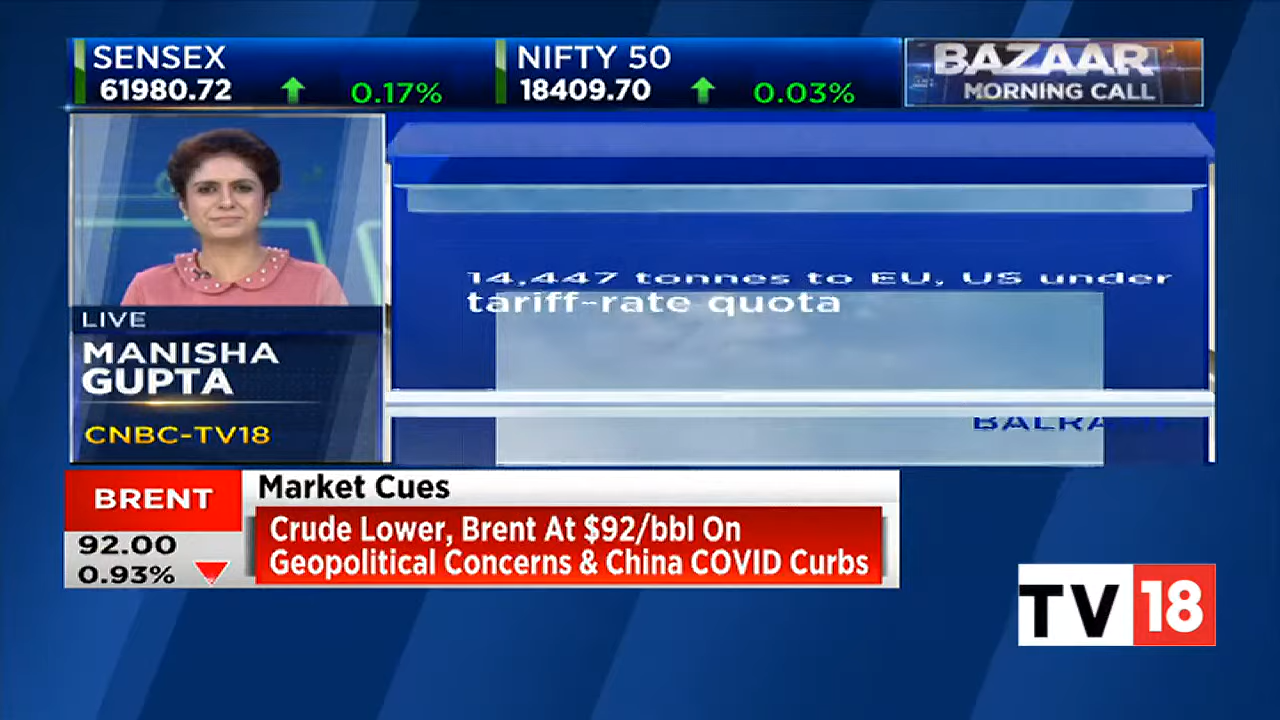 SENSEX
61980.72 0.17%
NIFTY 50
18409.70 0.03%
BAZAAR
MORNING CALL
14,447 tonnes to EU, US under
tariff-rate quota
LIVE
MANISHA
GUPTA
CNBC-TV18
BRENT
92.00
0.93%
Market Cues
Crude Lower, Brent At $92/bbl On
Geopolitical Concerns & China COVID Curbs
TV18